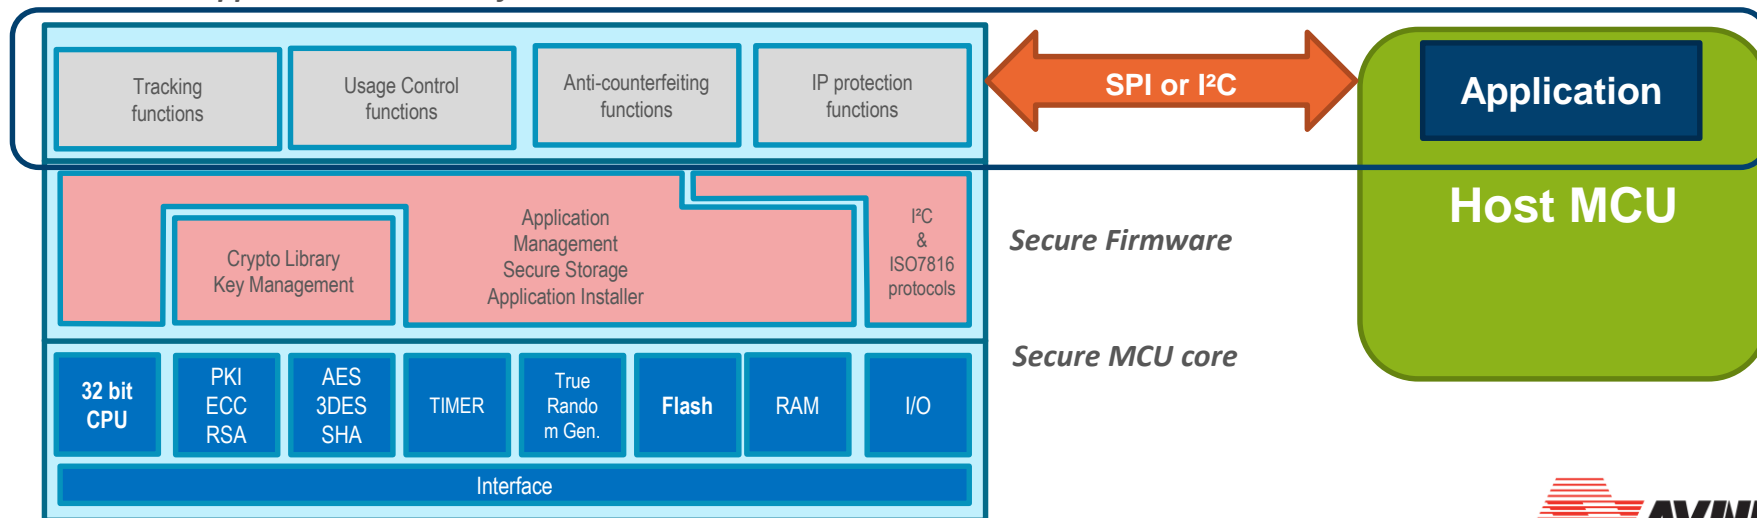 Tracking
functions
Usage Control
functions
Anti-counterfeiting
functions
IP protection
functions
SPI or I²C
Application
Host MCU
Crypto Library
Key Management
Application
Management
Secure Storage
Application Installer
I²C
&
ISO7816
protocols
Secure Firmware
Secure MCU core
32 bit
CPU
PKI
ECC
RSA
AES
3DES
SHA
TIMER
True
Rando
m Gen.
Flash
RAM
I/O
Interface